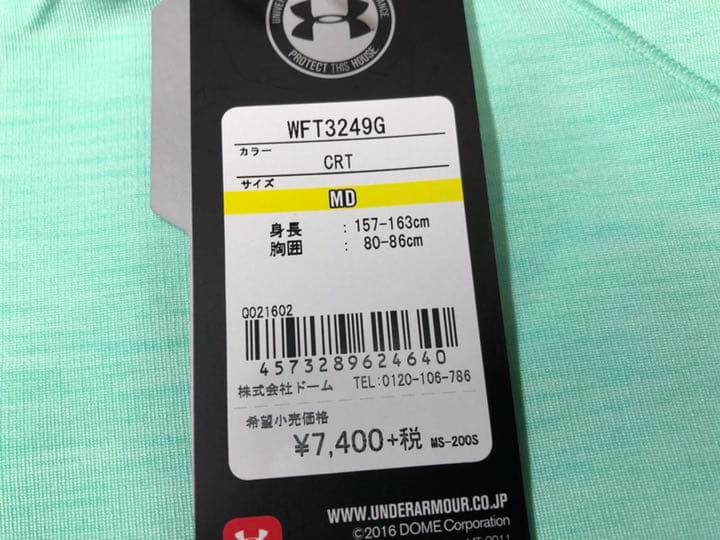 PROTECT THIS HOUSE
WFT3249G
カラー
CRT
サイズ
MD
身長 : 157-163cm
胸囲 : 80-86cm
Q021602
4573289624640
株式会社ドーム TEL:0120-106-786
希望小売価格
¥7,400+税 MS-200S
WWW.UNDERARMOUR.CO.JP
©2016 DOME Corporation